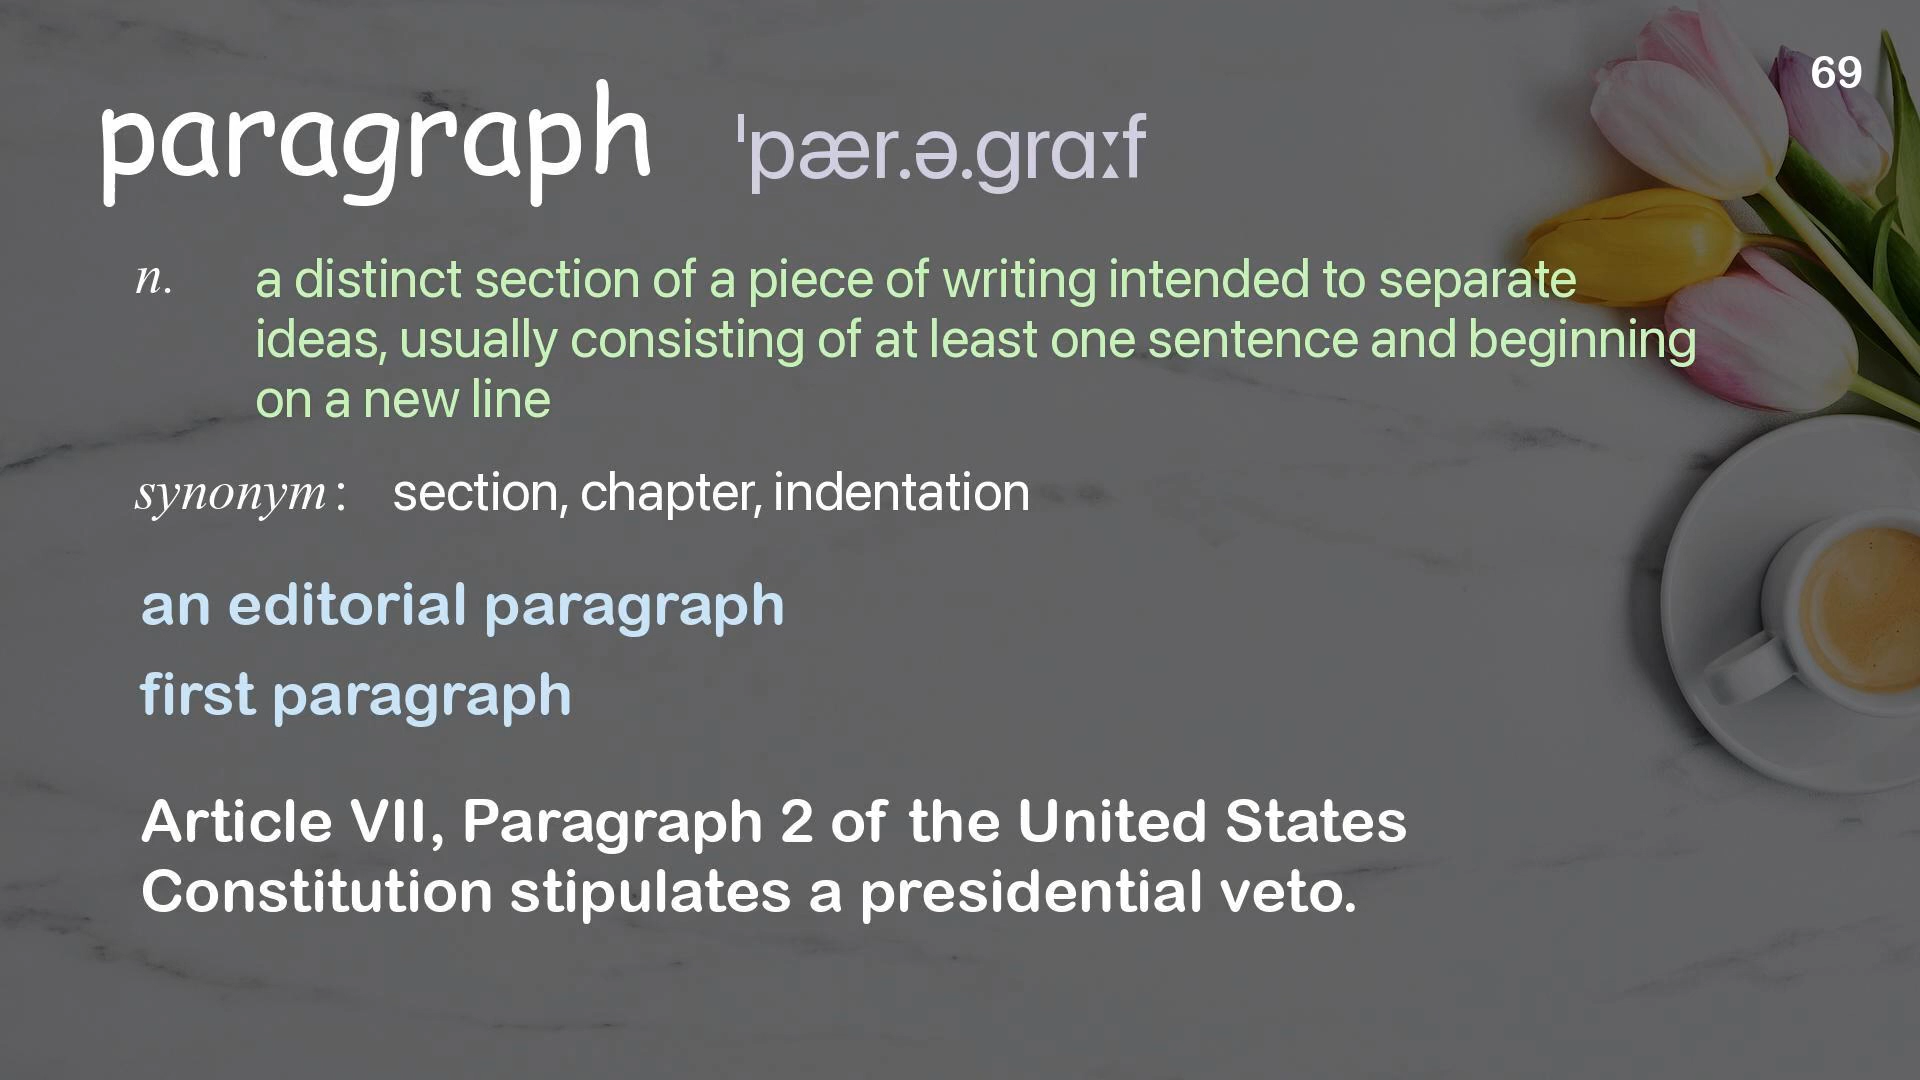 69
paragraph ˈpær.ə.grɑːf
n. a distinct section of a piece of writing intended to separate
ideas, usually consisting of at least one sentence and beginning
on a new line
synonym: section, chapter, indentation
an editorial paragraph
first paragraph
Article VII, Paragraph 2 of the United States
Constitution stipulates a presidential veto.